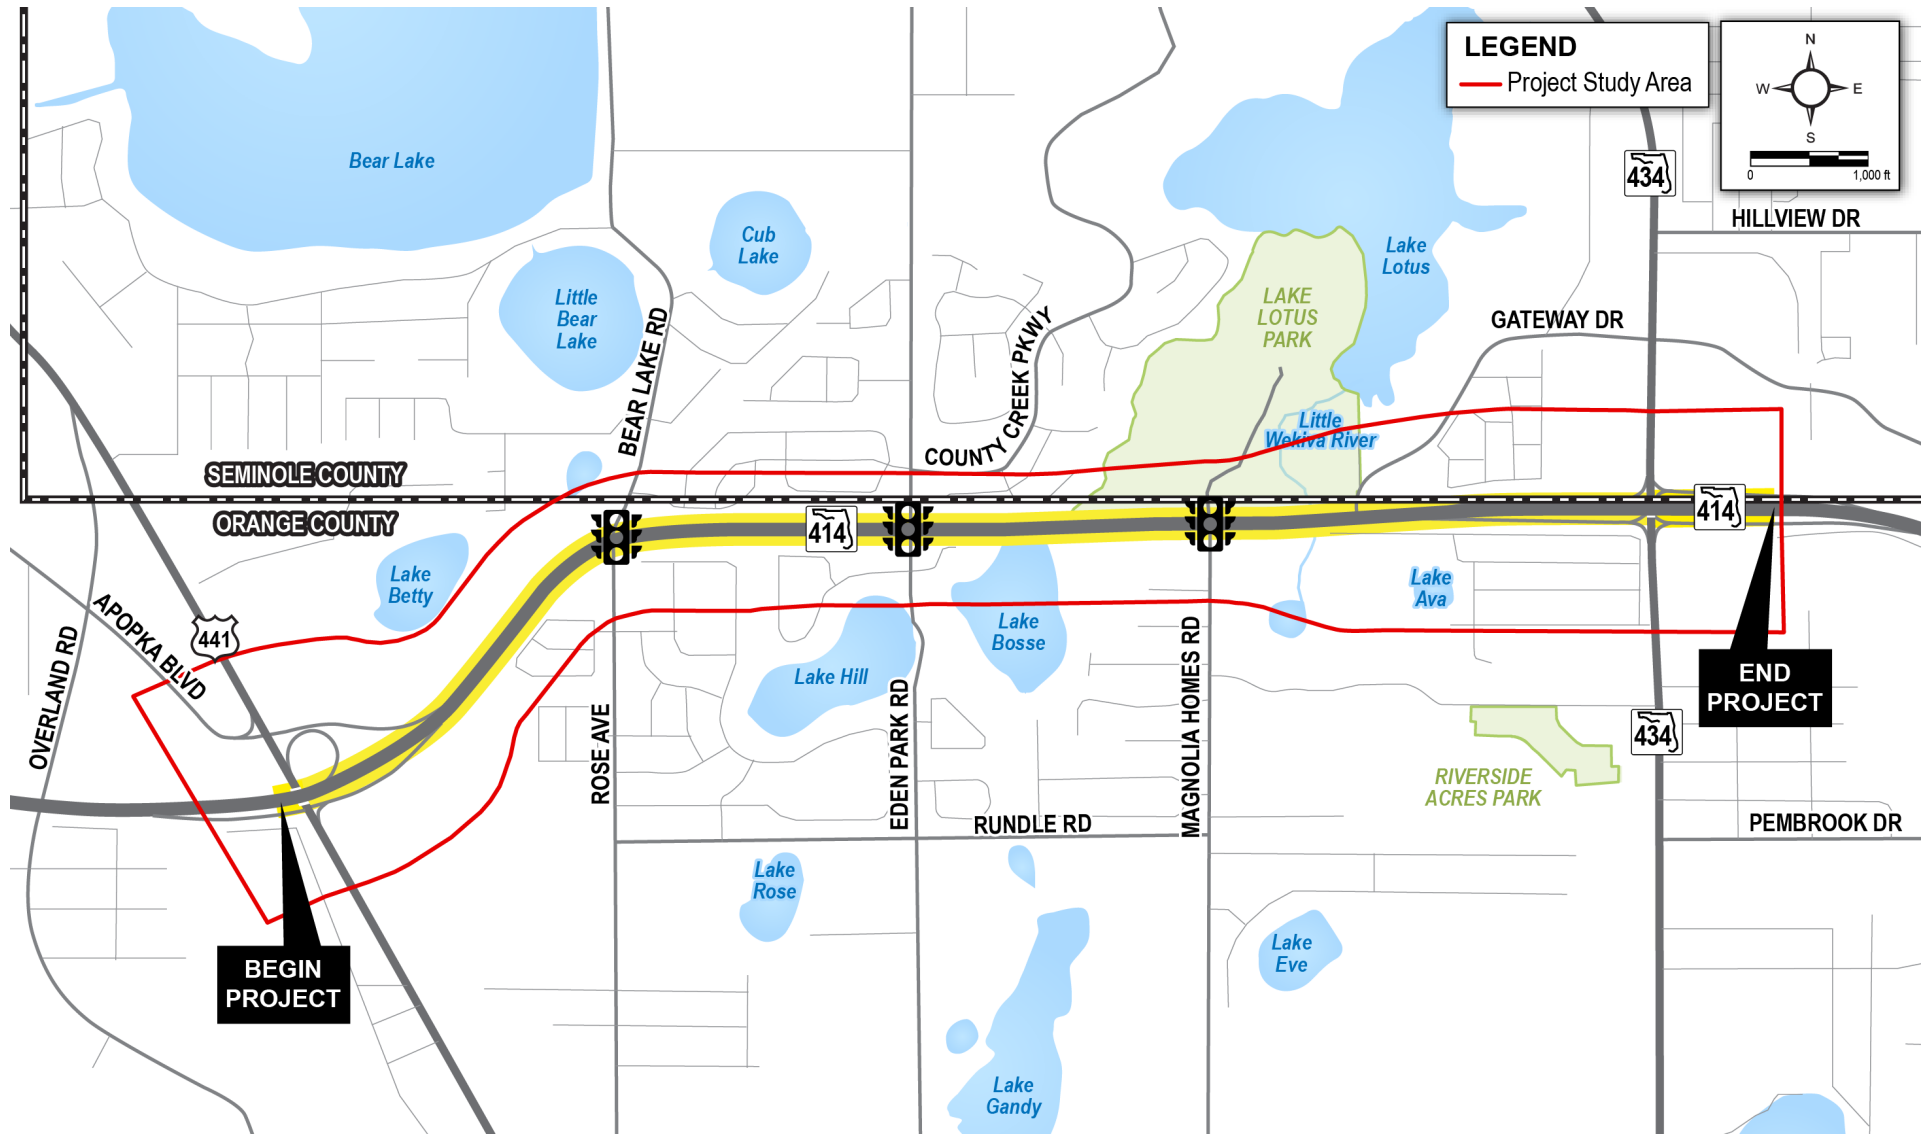 LEGEND
Project Study Area
N
W
E
S
0
1,000 ft
434
HILLVIEW DR
Bear Lake
Cub
Lake
Lake
Lotus
Little
Bear
Lake
LAKE
LOTUS
PARK
GATEWAY DR
BEAR LAKE RD
COUNTY CREEK PKWY
Little
Wekiva River
SEMINOLE COUNTY
ORANGE COUNTY
414
414
Lake
Betty
Lake
Ava
APOPKA BLVD
441
OVERLAND RD
Lake
Bosse
Lake Hill
MAGNOLIA HOMES RD
END
PROJECT
ROSE AVE
EDEN PARK RD
434
RIVERSIDE
ACRES PARK
RUNDLE RD
PEMBROOK DR
Lake
Rose
Lake
Eve
BEGIN
PROJECT
Lake
Gandy